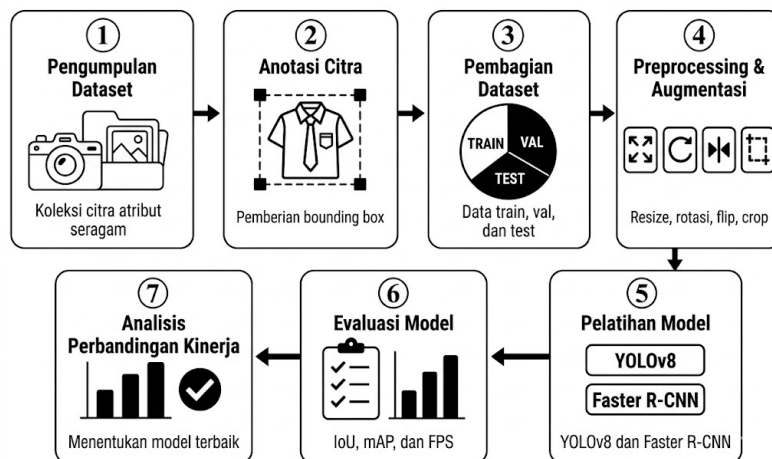 1
Pengumpulan
Dataset
Koleksi citra atribut
seragam
2
Anotasi Citra
Pemberian bounding box
3
Pembagian
Dataset
TRAIN
VAL
TEST
Data train, val,
dan test
4
Preprocessing &
Augmentasi
Resize, rotasi, flip, crop
5
Pelatihan Model
YOLOv8
Faster R-CNN
YOLOv8 dan Faster R-CNN
6
Evaluasi Model
IoU, mAP, dan FPS
7
Analisis
Perbandingan Kinerja
Menentukan model terbaik